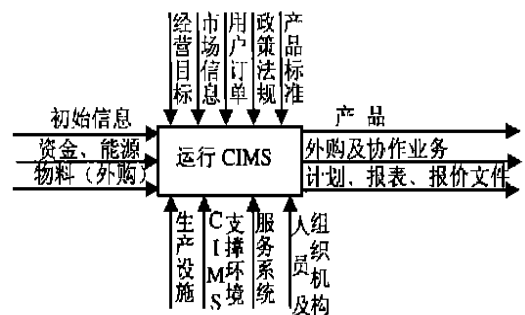 经营目标
市场信息
用户订单
政策法规
产品标准
初始信息
资金、能源
物料（外购）
运行 CIMS
产 品
外购及协作业务
计划、报表、报价文件
生产设施
CIMS
支撑环境
服务系统
人员及
组织机构